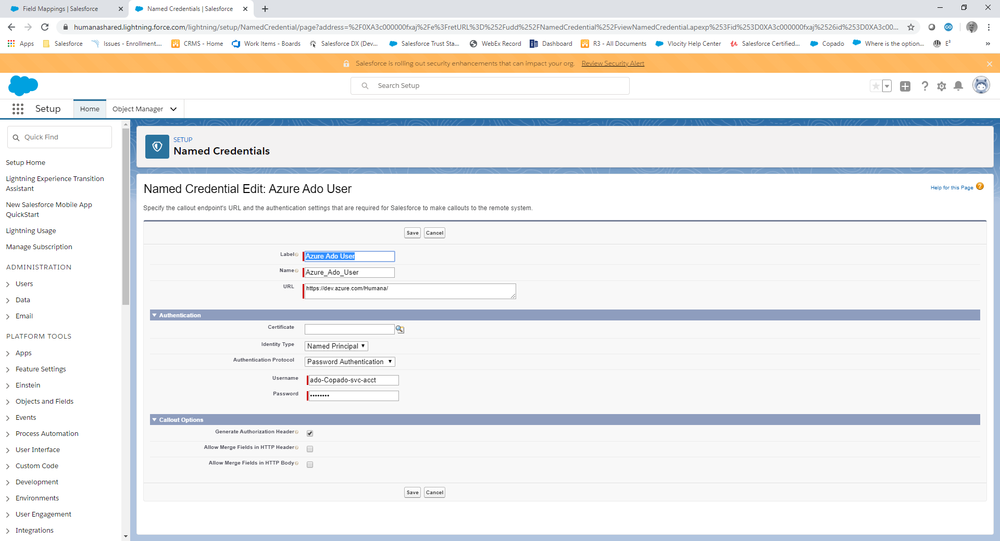 Field Mappings | Salesforce
Named Credentials | Salesforce
humanashared.lightning.force.com/lightning/setup/NamedCredential/page?address=%2F0XA3c000000fxaj%2Fe%3FretURL%3D%252Fudd%252FNamedCredential%252FviewNamedCredential.apexp%253Fid%253D0XA3c000000fxaj%2526id%253D0XA3c00...
Apps
Salesforce
Issues - Enrollment....
CRMS - Home
Work Items - Boards
Salesforce DX (Dev...
Salesforce Trust Sta...
WebEx Record
Dashboard
R3 - All Documents
Vlocity Help Center
Salesforce Certified...
Copado
Where is the option...
E³
»
Salesforce is rolling out security enhancements that can impact your org. Review Security Alert
Search Setup
Setup
Home
Object Manager
Quick Find
Setup Home
Lightning Experience Transition
Assistant
New Salesforce Mobile App
QuickStart
Lightning Usage
Manage Subscription
ADMINISTRATION
Users
Data
Email
PLATFORM TOOLS
Apps
Feature Settings
Einstein
Objects and Fields
Events
Process Automation
User Interface
Custom Code
Development
Environments
User Engagement
Integrations
SETUP
Named Credentials
Named Credential Edit: Azure Ado User
Help for this Page
Specify the callout endpoint's URL and the authentication settings that are required for Salesforce to make callouts to the remote system.
Save Cancel
Label Azure Ado User
Name Azure_Ado_User
URL https://dev.azure.com/Humana/
Authentication
Certificate
Identity Type Named Principal
Authentication Protocol Password Authentication
Username ado-Copado-svc-acct
Password ••••••••
Callout Options
Generate Authorization Header
Allow Merge Fields in HTTP Header
Allow Merge Fields in HTTP Body
Save Cancel